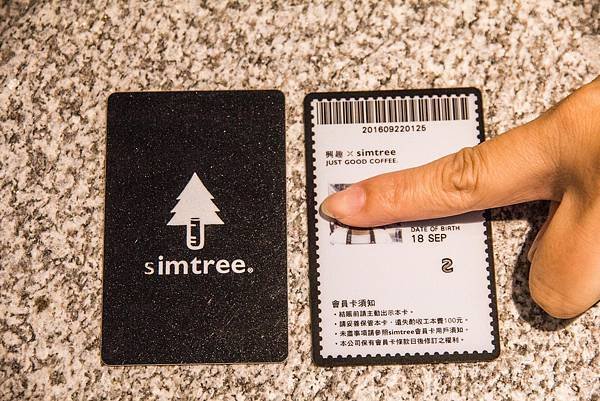 simtree®
201609220125
興趣 × simtree
JUST GOOD COFFEE.
DATE OF BIRTH
18 SEP
2
會員卡須知
・結帳前請主動出示本卡。
・請妥善保管本卡，遺失酌收工本費100元。
・未盡事項請參照simtree會員卡用戶須知。
・本公司保有會員卡條款日後修訂之權利。